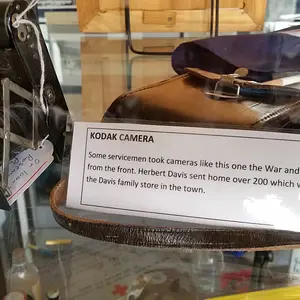 KODAK CAMERA
Some servicemen took cameras like this one the War and
from the front. Herbert Davis sent home over 200 which w
the Davis family store in the town.